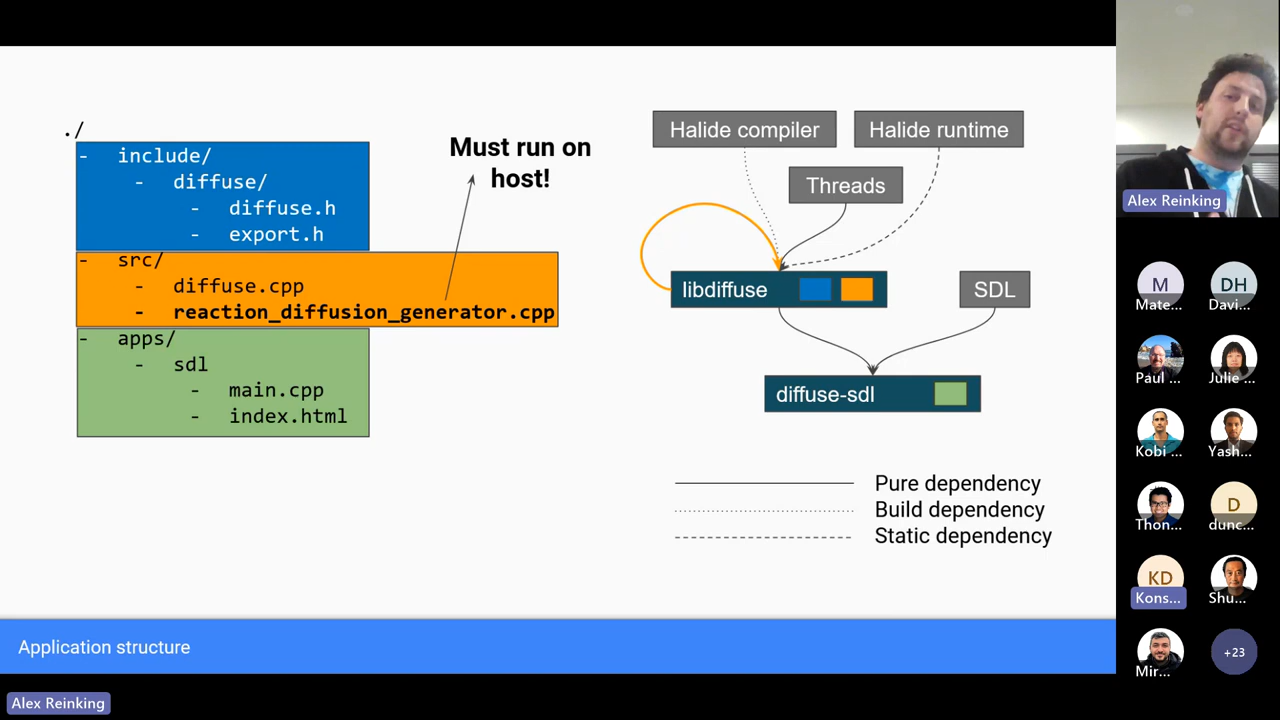 ./
- include/
- diffuse/
- diffuse.h
- export.h
- src/
- diffuse.cpp
- reaction_diffusion_generator.cpp
- apps/
- sdl
- main.cpp
- index.html
Must run on
host!
Halide compiler
Halide runtime
Threads
libdiffuse
SDL
diffuse-sdl
Pure dependency
Build dependency
Static dependency
Application structure
Alex Reinking
Alex Reinking
M
Mate...
DH
Davi...
Paul ...
Julie ...
Kobi ...
Yash...
Thon...
D
dunc...
KD
Kons...
Shu...
Mir...
+23